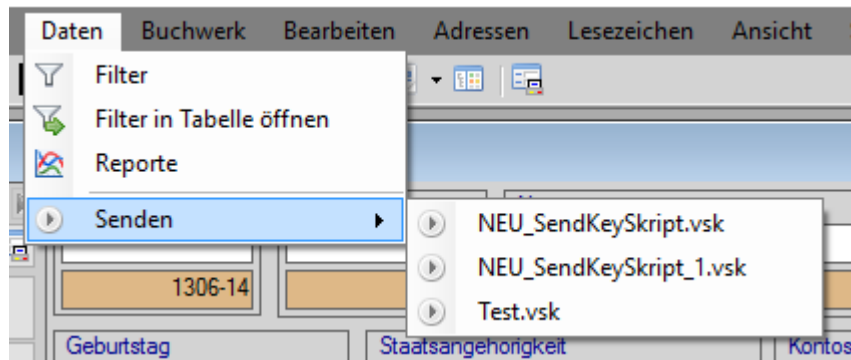 Daten Buchwerk Bearbeiten Adressen Lesezeichen Ansicht
Filter
Filter in Tabelle öffnen
Reporte
Senden
NEU_SendKeySkript.vsk
NEU_SendKeySkript_1.vsk
Test.vsk
1306-14
Geburtstag Staatsangehörigkeit Kontos